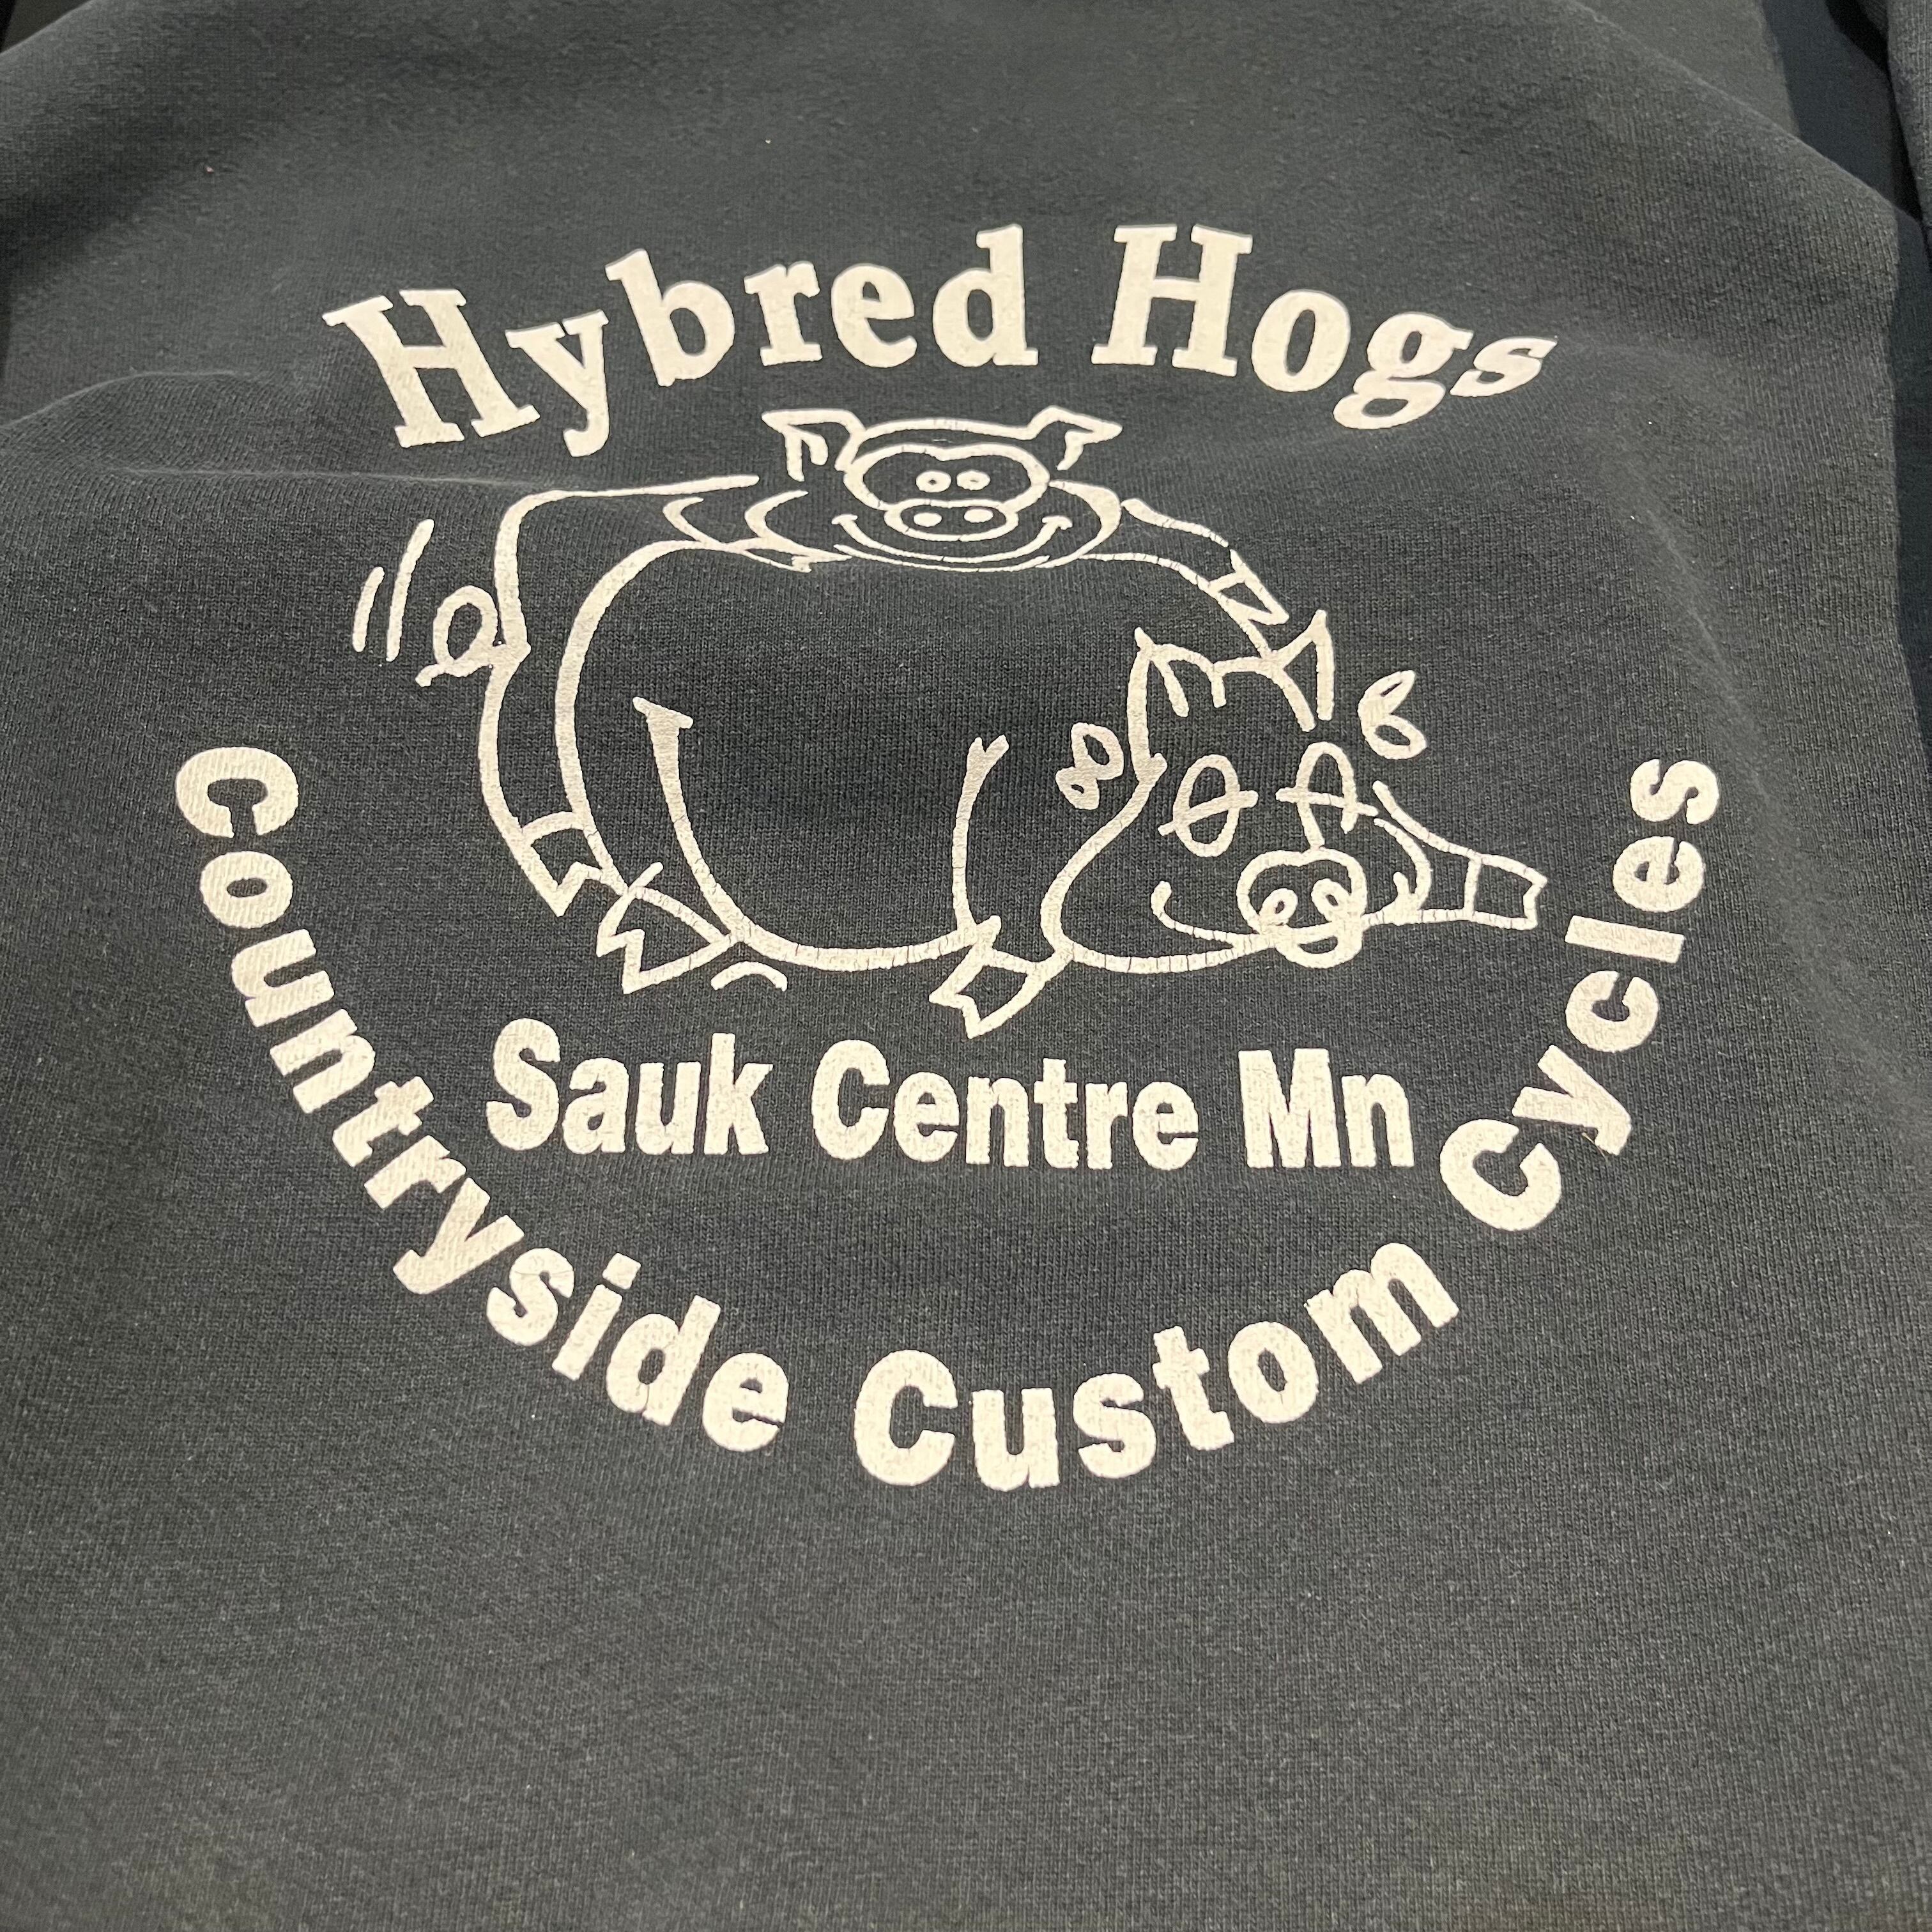 Hybred Hogs
Sauk Centre Mn
Countryside Custom Cycles